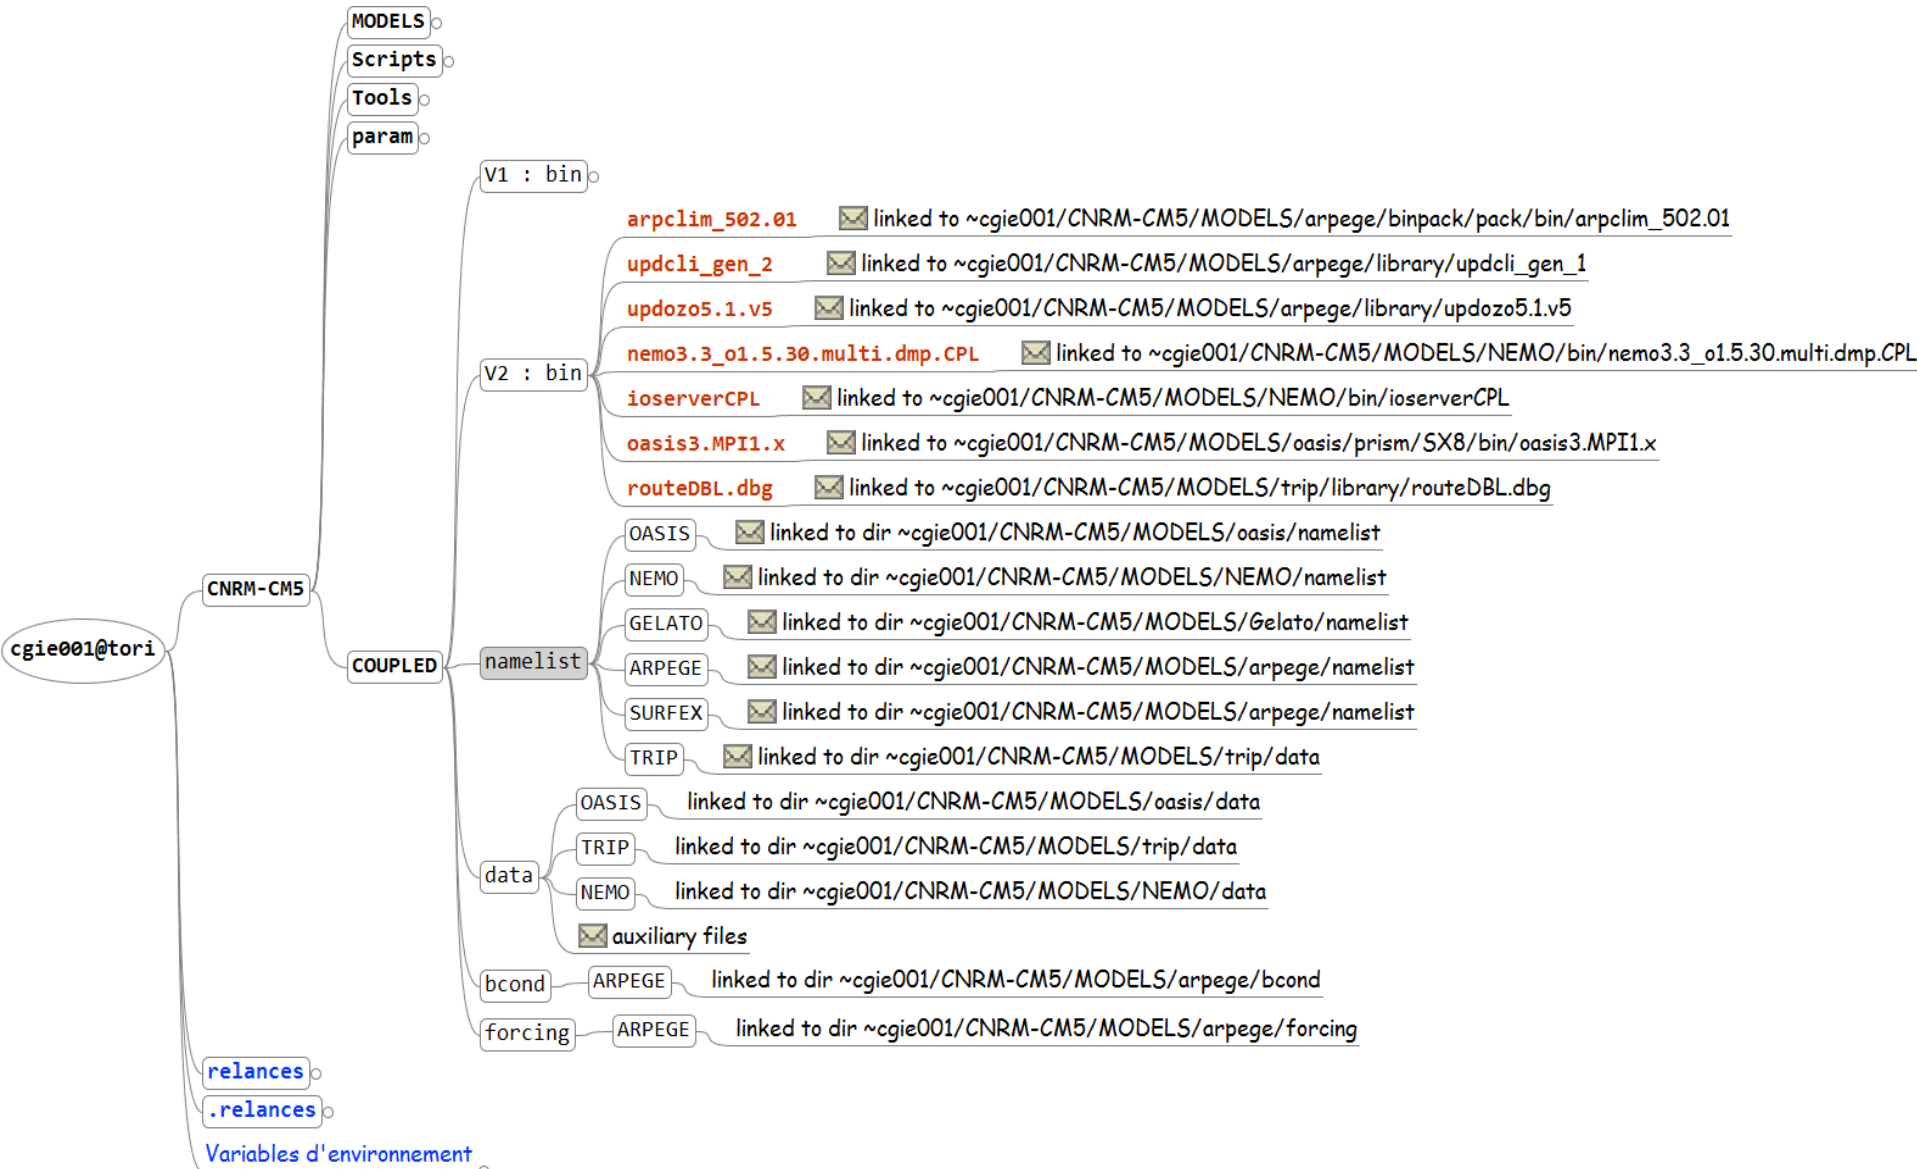 MODELS
Scripts
Tools
param
V1 : bin
arpclim_502.01 linked to ~cgie001/CNRM-CM5/MODELS/arpege/binpack/pack/bin/arpclim_502.01
updcli_gen_2 linked to ~cgie001/CNRM-CM5/MODELS/arpege/library/updcli_gen_1
updozo5.1.v5 linked to ~cgie001/CNRM-CM5/MODELS/arpege/library/updozo5.1.v5
nemo3.3_o1.5.30.multi.dmp.CPL linked to ~cgie001/CNRM-CM5/MODELS/NEMO/bin/nemo3.3_o1.5.30.multi.dmp.CPL
V2 : bin
ioserverCPL linked to ~cgie001/CNRM-CM5/MODELS/NEMO/bin/ioserverCPL
oasis3.MPI1.x linked to ~cgie001/CNRM-CM5/MODELS/oasis/prism/SX8/bin/oasis3.MPI1.x
routeDBL.dbg linked to ~cgie001/CNRM-CM5/MODELS/trip/library/routeDBL.dbg
OASIS linked to dir ~cgie001/CNRM-CM5/MODELS/oasis/namelist
NEMO linked to dir ~cgie001/CNRM-CM5/MODELS/NEMO/namelist
CNRM-CM5
GELATO linked to dir ~cgie001/CNRM-CM5/MODELS/Gelato/namelist
cgie001@tori
COUPLED
namelist
ARPEGE linked to dir ~cgie001/CNRM-CM5/MODELS/arpege/namelist
SURFEX linked to dir ~cgie001/CNRM-CM5/MODELS/arpege/namelist
TRIP linked to dir ~cgie001/CNRM-CM5/MODELS/trip/data
OASIS linked to dir ~cgie001/CNRM-CM5/MODELS/oasis/data
TRIP linked to dir ~cgie001/CNRM-CM5/MODELS/trip/data
data
NEMO linked to dir ~cgie001/CNRM-CM5/MODELS/NEMO/data
auxiliary files
bcond ARPEGE linked to dir ~cgie001/CNRM-CM5/MODELS/arpege/bcond
forcing ARPEGE linked to dir ~cgie001/CNRM-CM5/MODELS/arpege/forcing
relances
.relances
Variables d'environnement